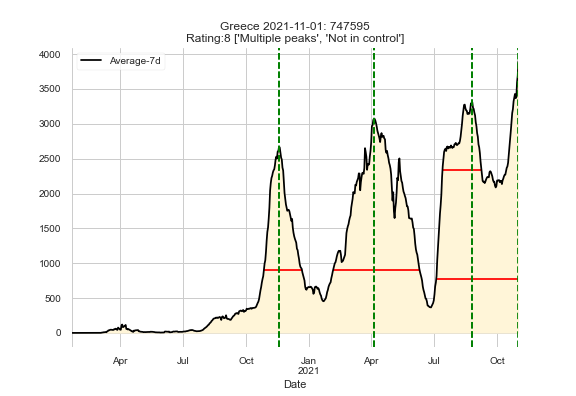 Greece 2021-11-01: 747595
Rating:8 ['Multiple peaks', 'Not in control']
Average-7d
4000
3500
3000
2500
2000
1500
1000
500
0
Apr Jul Oct Jan Apr Jul Oct
2021
Date